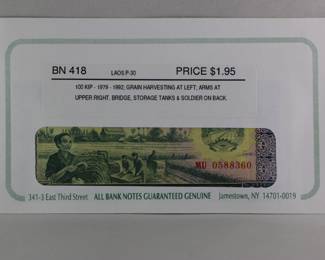 BN 418 LAOS P-30 PRICE $1.95
100 KIP - 1979 - 1992; GRAIN HARVESTING AT LEFT; ARMS AT
UPPER RIGHT. BRIDGE, STORAGE TANKS & SOLDIER ON BACK.
MU 0588360
341-3 East Third Street ALL BANK NOTES GUARANTEED GENUINE Jamestown, NY 14701-0019